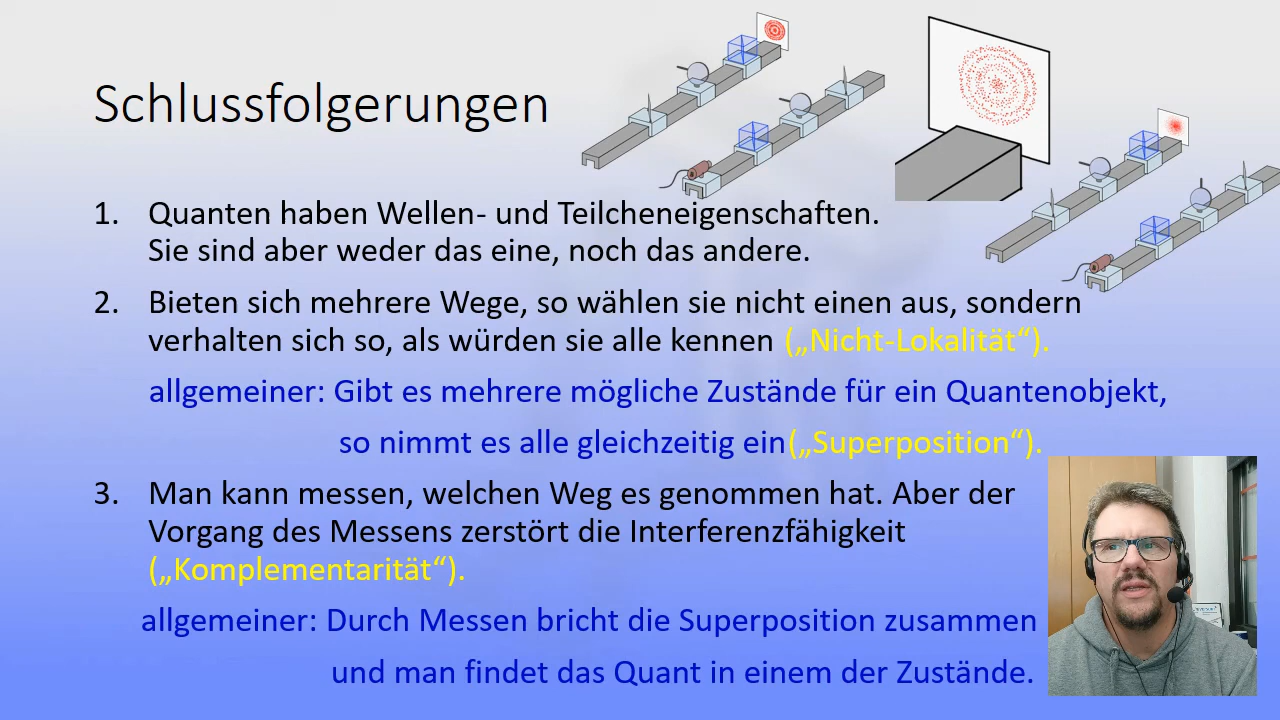 Schlussfolgerungen
1. Quanten haben Wellen- und Teilcheneigenschaften.
Sie sind aber weder das eine, noch das andere.
2. Bieten sich mehrere Wege, so wählen sie nicht einen aus, sondern
verhalten sich so, als würden sie alle kennen („Nicht-Lokalität“).
allgemeiner: Gibt es mehrere mögliche Zustände für ein Quantenobjekt,
so nimmt es alle gleichzeitig ein („Superposition“).
3. Man kann messen, welchen Weg es genommen hat. Aber der
Vorgang des Messens zerstört die Interferenzfähigkeit
(„Komplementarität“).
allgemeiner: Durch Messen bricht die Superposition zusammen
und man findet das Quant in einem der Zustände.